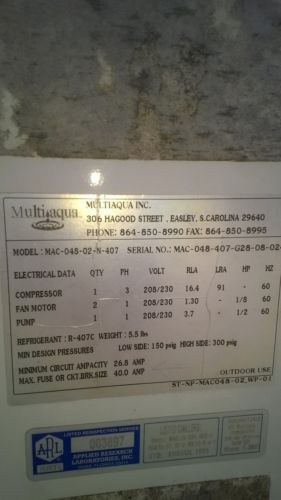 Multiaqua
MULTIAQUA INC.
306 HAGOOD STREET , EASLEY, S.CAROLINA 29640
PHONE: 864-850-8990 FAX: 864-850-8995
MODEL: MAC-048-02-N-407 SERIAL NO.: MAC-048-407-G28-08-02-
ELECTRICAL DATA QTY PH VOLT RLA LRA HP HZ
COMPRESSOR 1 3 208/230 16.4 91 - 60
FAN MOTOR 2 1 208/230 1.30 - 1/8 60
PUMP 1 1 208/230 3.7 - 1/2 60
REFRIGERANT : R-407C WEIGHT: 5.5 lbs
MIN DESIGN PRESSURES LOW SIDE: 150 psig HIGH SIDE: 300 psig
MINIMUM CIRCUIT AMPACITY 26.8 AMP
MAX. FUSE OR CKT.BRK.SIZE 40.0 AMP OUTDOOR USE
ST-NP-MAC048-02_WP-01
LISTED RECOGNITION SERVICE
ARL
003897
APPLIED RESEARCH
LABORATORIES, INC.